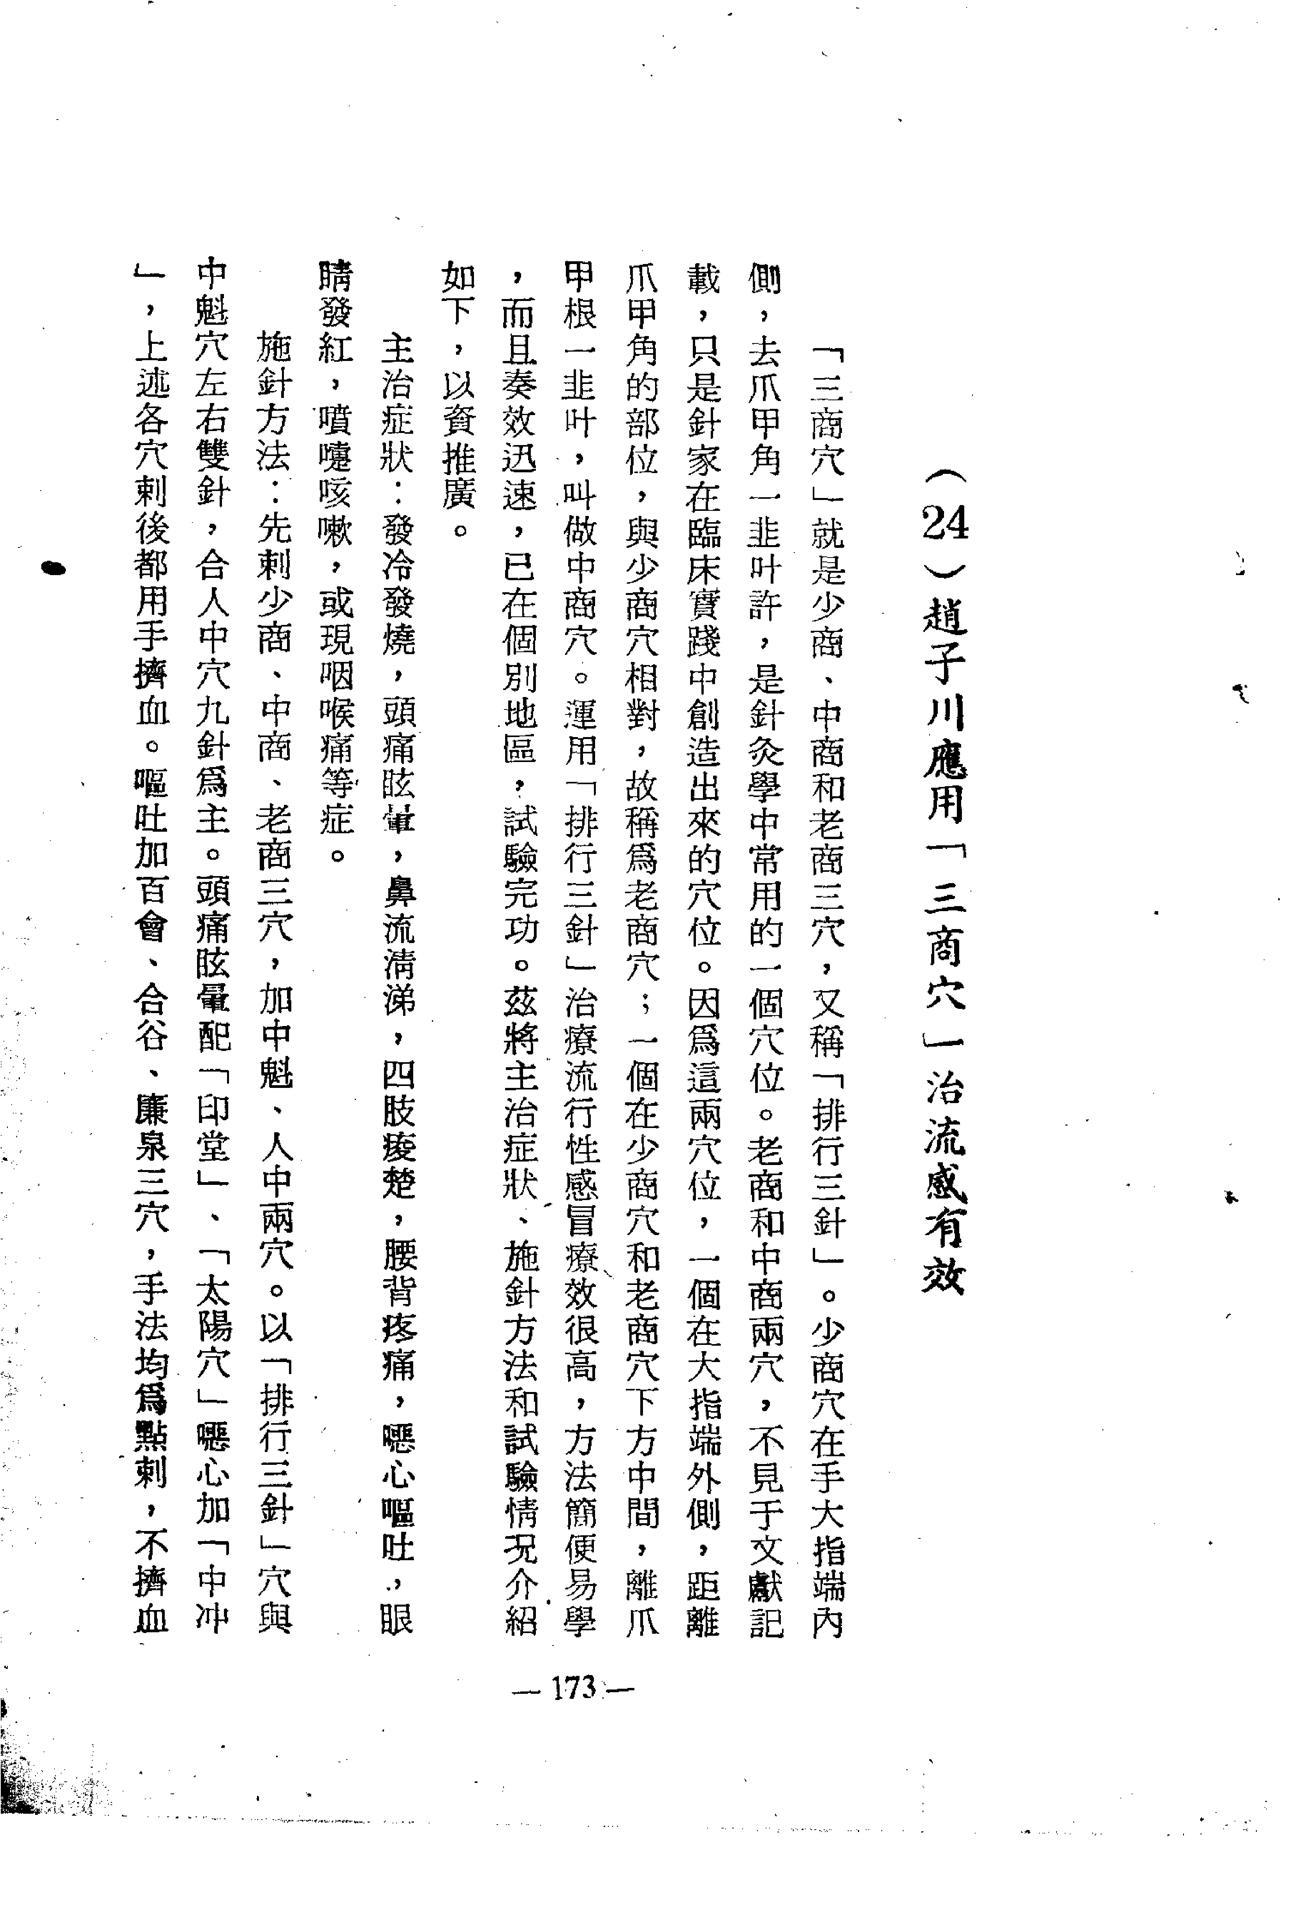 （24）趙子川應用「三商穴」治流感有效
「三商穴」就是少商、中商和老商三穴，又稱「排行三針」。少商穴在手大指端內
側，去爪甲角一韭叶許，是針灸學中常用的一個穴位。老商和中商兩穴，不見于文獻記
載，只是針家在臨床實踐中創造出來的穴位。因爲這兩穴位，一個在大指端外側，距離
爪甲角的部位，與少商穴相對，故稱爲老商穴；一個在少商穴和老商穴下方中間，離爪
甲根一韭叶，叫做中商穴。運用「排行三針」治療流行性感冒療效很高，方法簡便易學
，而且奏效迅速，已在個別地區，試驗完功。茲將主治症狀、施針方法和試驗情況介紹
如下，以資推廣。
主治症狀：發冷發燒，頭痛眩暈，鼻流淸涕，四肢痠楚，腰背疼痛，噁心嘔吐，眼
睛發紅，噴嚏咳嗽，或現咽喉痛等症。
施針方法：先刺少商、中商、老商三穴，加中魁、人中兩穴。以「排行三針」穴與
中魁穴左右雙針，合人中穴九針爲主。頭痛眩暈配「印堂」、「太陽穴」噁心加「中冲
」，上述各穴刺後都用手擠血。嘔吐加百會、合谷、廉泉三穴，手法均爲點刺，不擠血
— 173 —